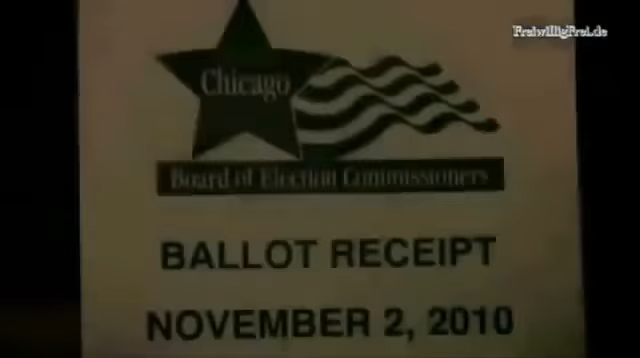 FreiwilligFrei.de
Chicago
Board of Election Commissioners
BALLOT RECEIPT
NOVEMBER 2, 2010